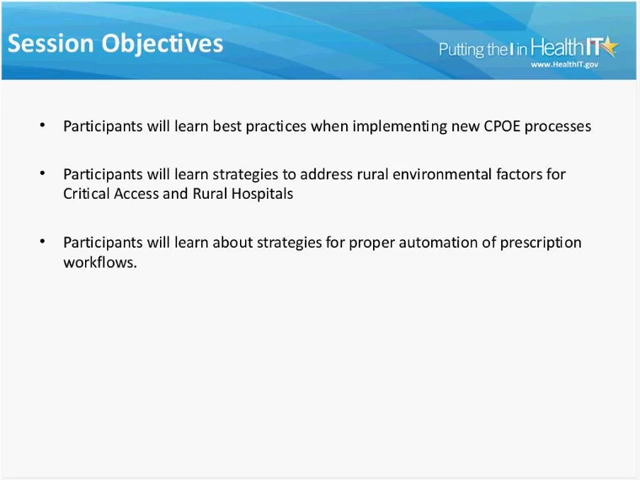 Session Objectives
Putting the I in Health IT
www.HealthIT.gov
• Participants will learn best practices when implementing new CPOE processes
• Participants will learn strategies to address rural environmental factors for
Critical Access and Rural Hospitals
• Participants will learn about strategies for proper automation of prescription
workflows.